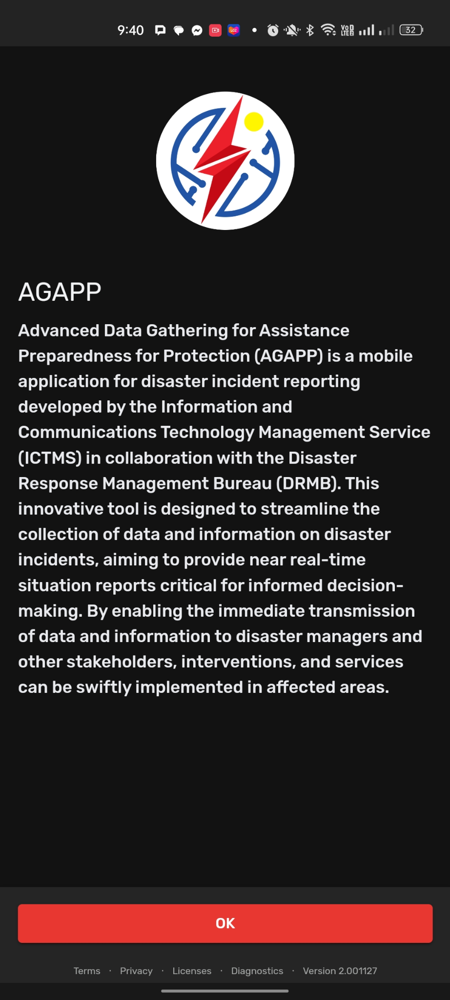 9:40
LOZ
VoD
LTE 2
32
AGAPP
Advanced Data Gathering for Assistance
Preparedness for Protection (AGAPP) is a mobile
application for disaster incident reporting
developed by the Information and
Communications Technology Management Service
(ICTMS) in collaboration with the Disaster
Response Management Bureau (DRMB). This
innovative tool is designed to streamline the
collection of data and information on disaster
incidents, aiming to provide near real-time
situation reports critical for informed decision-
making. By enabling the immediate transmission
of data and information to disaster managers and
other stakeholders, interventions, and services
can be swiftly implemented in affected areas.
OK
Terms · Privacy · Licenses · Diagnostics · Version 2.001127